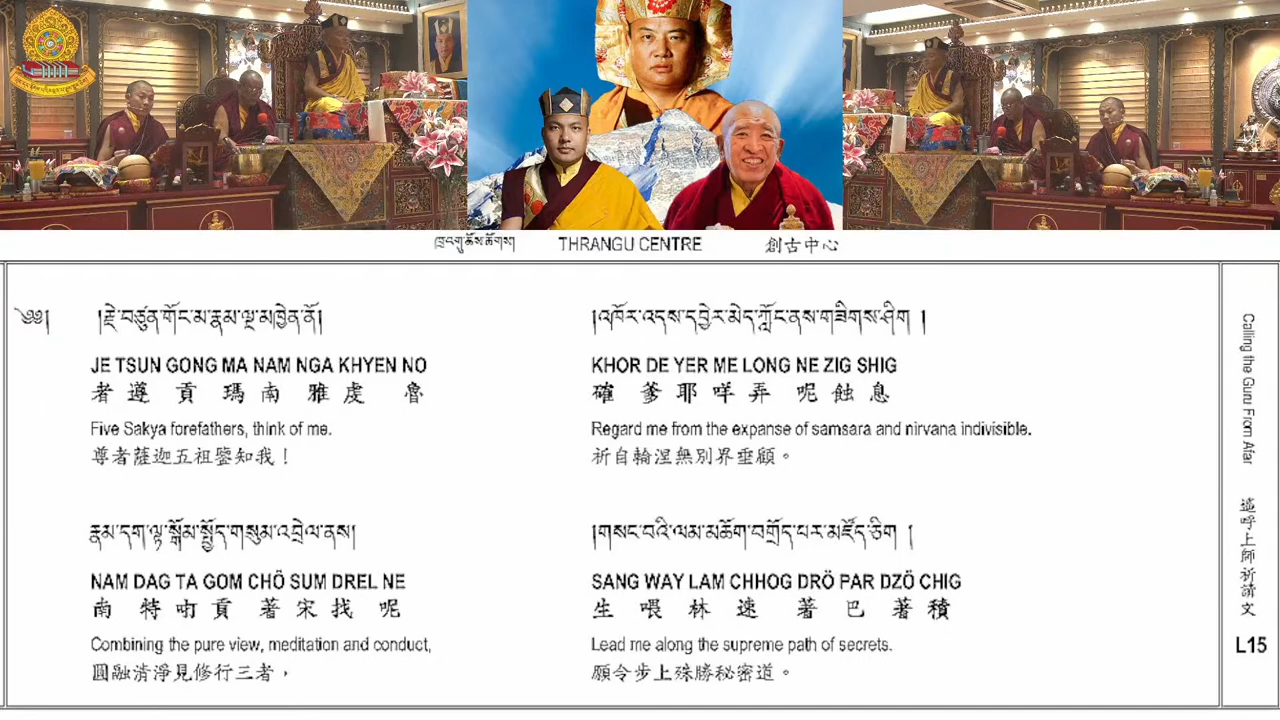 ཁྲ་འགུ་ཆོས་ཚོགས། THRANGU CENTRE 創古中心
༄༅། །རྗེ་བཙུན་གོང་མ་རྣམ་ལྔ་མཁྱེན་ནོ། །འཁོར་འདས་དབྱེར་མེད་ཀློང་ནས་གཟིགས་ཤིག །
JE TSUN GONG MA NAM NGA KHYEN NO KHOR DE YER ME LONG NE ZIG SHIG
者 遵 貢 瑪 南 雅 虔 魯 確 爹 耶 咩 弄 呢 蝕 息
Five Sakya forefathers, think of me. Regard me from the expanse of samsara and nirvana indivisible.
尊者薩迦五祖鑒知我！ 祈自輪涅無別界垂顧。
རྣམ་དག་ལྟ་སྒོམ་སྤྱོད་གསུམ་འབྲེལ་ནས། །གསང་བའི་ལམ་མཆོག་བགྲོད་པར་མཛོད་ཅིག །
NAM DAG TA GOM CHÖ SUM DREL NE SANG WAY LAM CHHOG DRÖ PAR DZÖ CHIG
南 特 叻 貢 著 宋 找 呢 生 喂 林 速 著 巴 著 積
Combining the pure view, meditation and conduct, Lead me along the supreme path of secrets.
圓融清淨見修行三者， 願令步上殊勝秘密道。
Calling the Guru From Afar
遙呼上師祈請文
L15